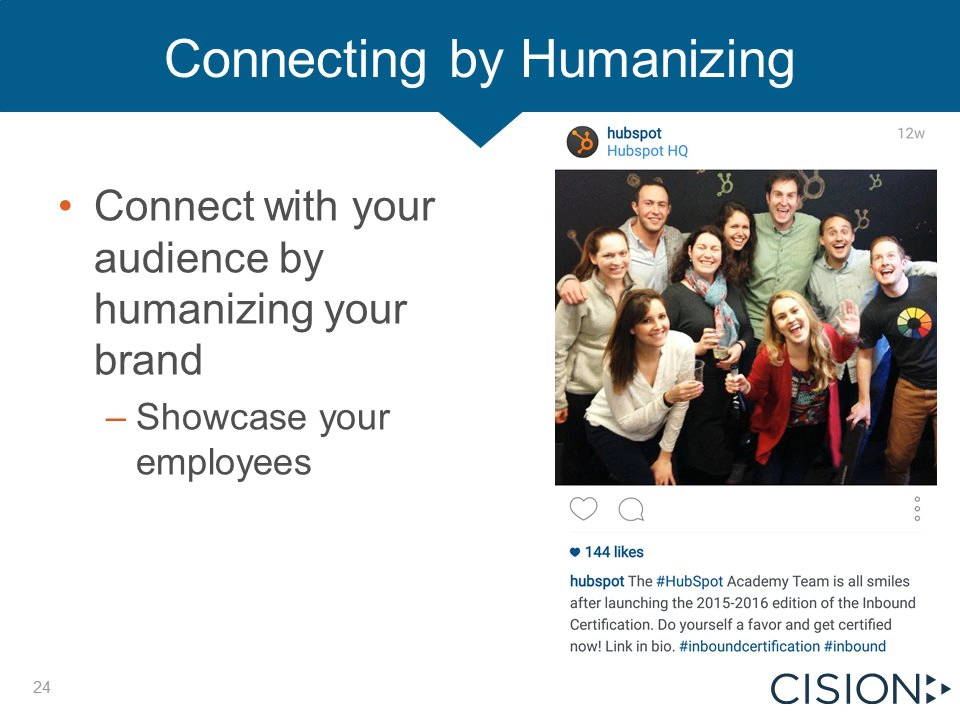 Connecting by Humanizing
• Connect with your
audience by
humanizing your
brand
– Showcase your
employees
hubspot
Hubspot HQ
12w
144 likes
hubspot The #HubSpot Academy Team is all smiles
after launching the 2015-2016 edition of the Inbound
Certification. Do yourself a favor and get certified
now! Link in bio. #inboundcertification #inbound
24
CISION